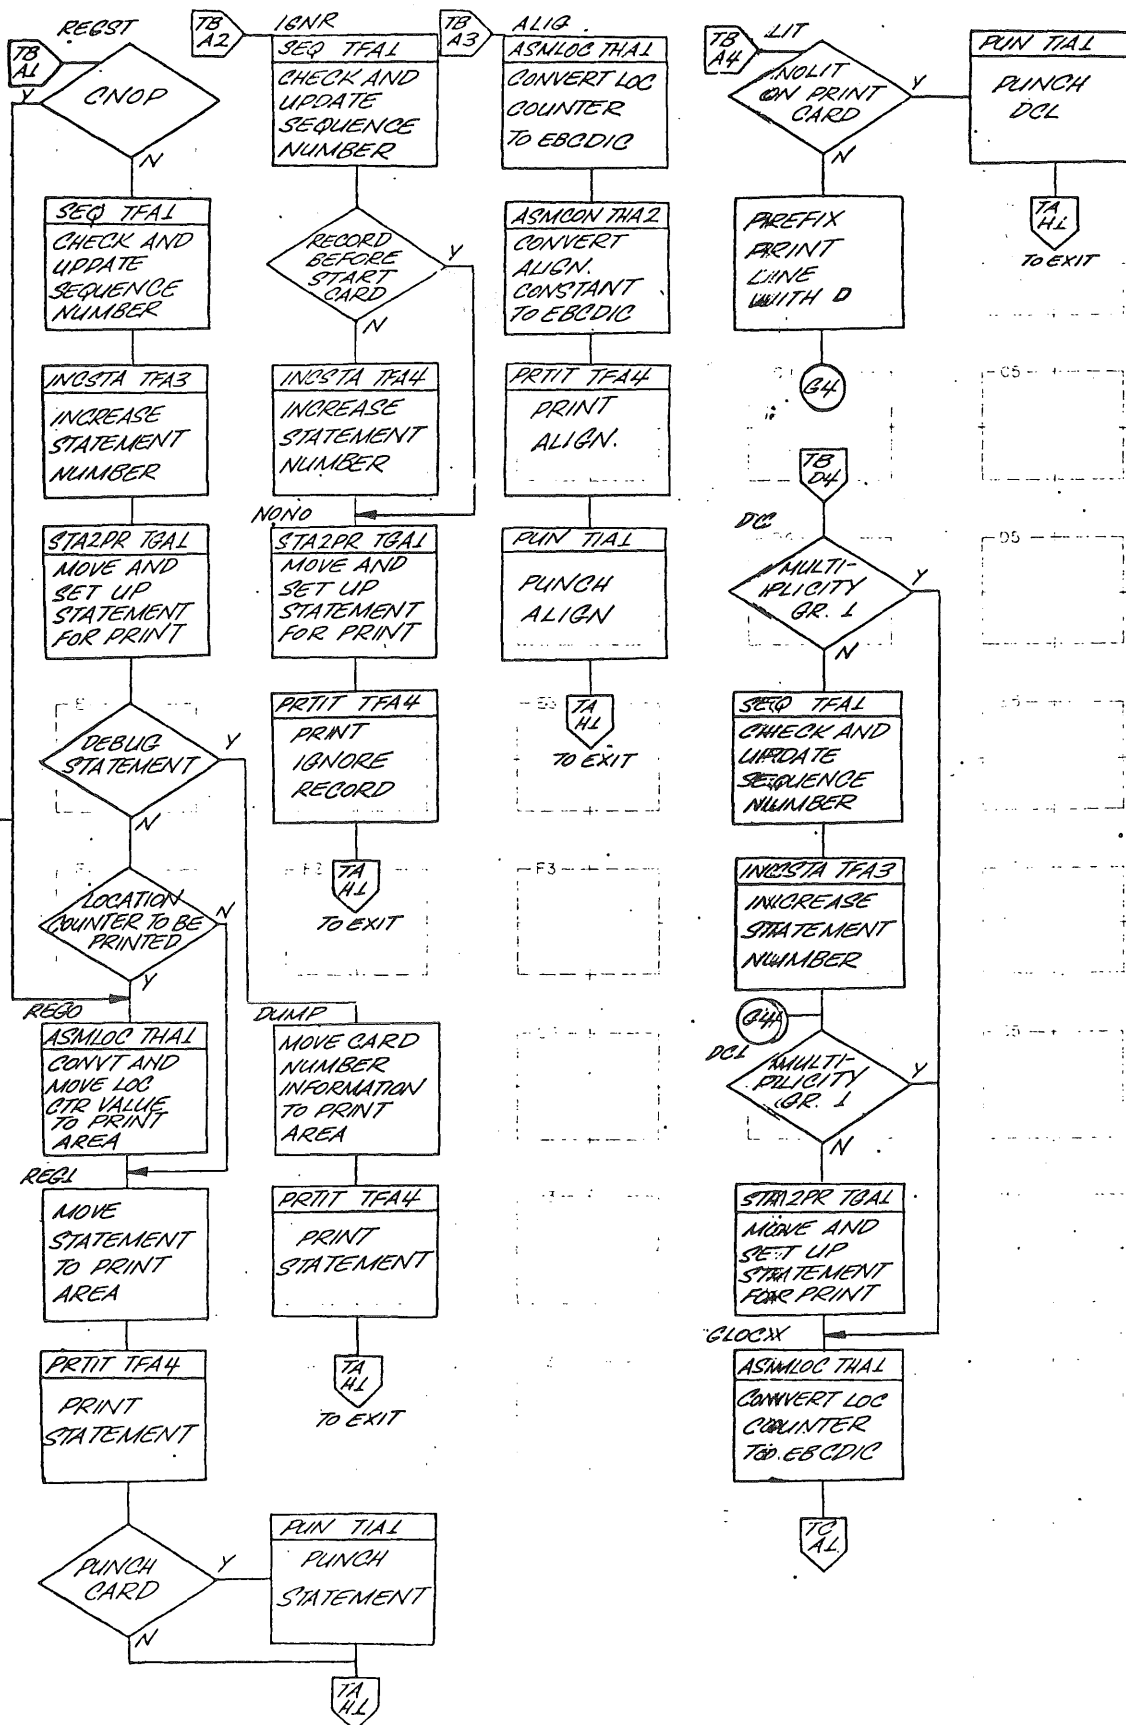 REGST
TB
A1
Y
CNOP
N
SEQ TFA1
CHECK AND
UPDATE
SEQUENCE
NUMBER
INCSTA TFA3
INCREASE
STATEMENT
NUMBER
STA2PR TGA1
MOVE AND
SET UP
STATEMENT
FOR PRINT
DEBUG
STATEMENT
Y
N
LOCATION
COUNTER TO BE
PRINTED
N
Y
REGO
ASMLOC THA1
CONVT AND
MOVE LOC
CTR VALUE
TO PRINT
AREA
REG1
MOVE
STATEMENT
TO PRINT
AREA
PRTIT TFA4
PRINT
STATEMENT
PUNCH
CARD
Y
N
PUN TIA1
PUNCH
STATEMENT
TA
H1
TB
A2
IGNR
SEQ TFA1
CHECK AND
UPDATE
SEQUENCE
NUMBER
RECORD
BEFORE
START
CARD
Y
N
INCSTA TFA4
INCREASE
STATEMENT
NUMBER
NONO
STA2PR TGA1
MOVE AND
SET UP
STATEMENT
FOR PRINT
PRTIT TFA4
PRINT
IGNORE
RECORD
F2
TA
H1
TO EXIT
DUMP
MOVE CARD
NUMBER
INFORMATION
TO PRINT
AREA
PRTIT TFA4
PRINT
STATEMENT
TA
H1
TO EXIT
TB
A3
ALIG
ASMLOC THA1
CONVERT LOC
COUNTER
TO EBCDIC
ASMCON THA2
CONVERT
ALIGN.
CONSTANT
TO EBCDIC
PRTIT TFA4
PRINT
ALIGN.
PUN TIA1
PUNCH
ALIGN
TA
H1
TO EXIT
F3
TB
A4
LIT
NOLIT
ON PRINT
CARD
Y
N
PREFIX
PRINT
LINE
WITH D
G4
TB
D4
DC
MULTI-
PLICITY
GR. 1
Y
N
SEQ TFA1
CHECK AND
UPDATE
SEQUENCE
NUMBER
INCSTA TFA3
INCREASE
STATEMENT
NUMBER
G4
DC1
MULTI-
PLICITY
GR. 1
Y
N
STA2PR TGA1
MOVE AND
SET UP
STATEMENT
FOR PRINT
GLOCX
ASMLOC THA1
CONVERT LOC
COUNTER
TO EBCDIC
TC
A1
PUN TIA1
PUNCH
DCL
TA
H1
TO EXIT
C5
D5